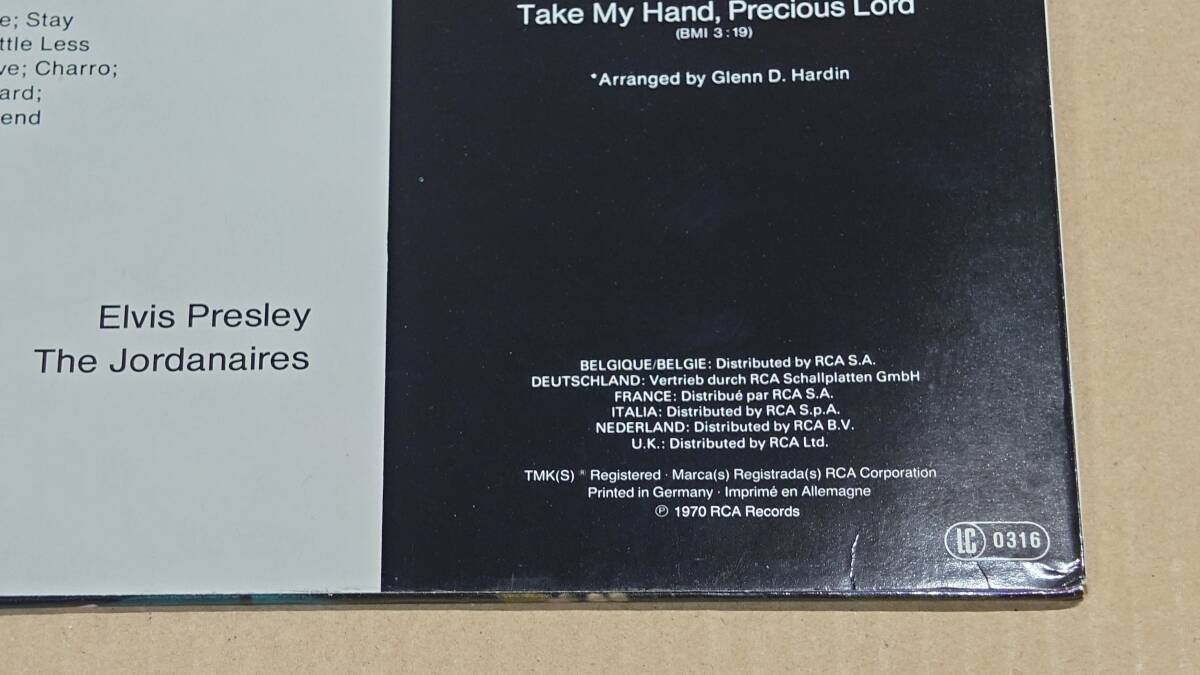 e; Stay
ttle Less
ve; Charro;
ard;
end
Elvis Presley
The Jordanaires
Take My Hand, Precious Lord
(BMI 3:19)
*Arranged by Glenn D. Hardin
BELGIQUE/BELGIE: Distributed by RCA S.A.
DEUTSCHLAND: Vertrieb durch RCA Schallplatten GmbH
FRANCE: Distribué par RCA S.A.
ITALIA: Distributed by RCA S.p.A.
NEDERLAND: Distributed by RCA B.V.
U.K.: Distributed by RCA Ltd.
TMK(S) ® Registered · Marca(s) Registrada(s) RCA Corporation
Printed in Germany · Imprimé en Allemagne
℗ 1970 RCA Records
LC 0316